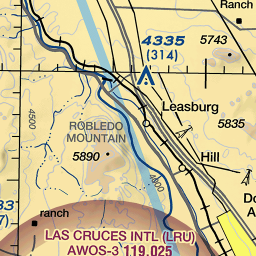 Ranch
4335
(314)
5743
Leasburg
4500
ROBLEDO
MOUNTAIN
5835
5890
Hill
4000
ranch
LAS CRUCES INTL (LRU)
AWOS-3 119.025